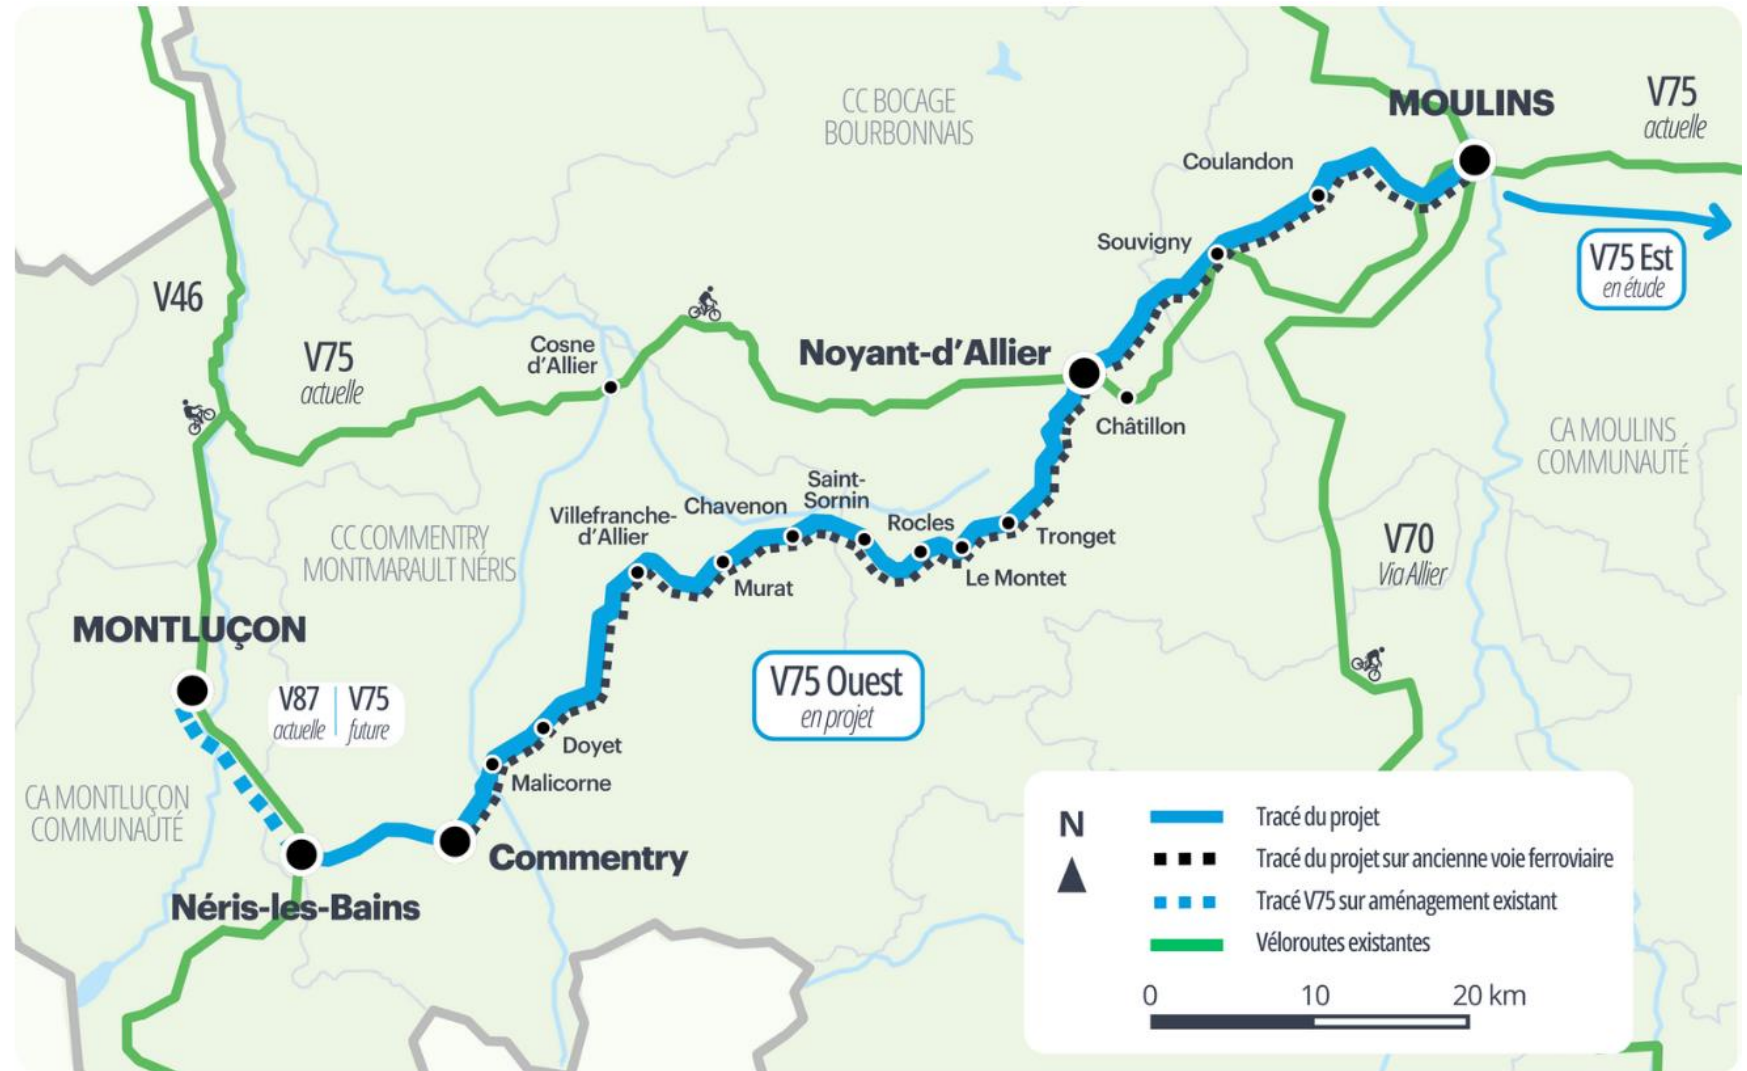 CC BOCAGE
BOURBONNAIS
MOULINS
V75
actuelle
Coulandon
Souvigny
V75 Est
en étude
V46
V75
actuelle
Cosne
d'Allier
Noyant-d'Allier
Châtillon
CA MOULINS
COMMUNAUTÉ
CC COMMENTRY
MONTMARAULT NÉRIS
Villefranche-
d'Allier
Chavenon
Saint-
Sornin
Rocles
Tronget
Le Montet
Murat
V70
Via Allier
MONTLUÇON
V87
actuelle
V75
future
V75 Ouest
en projet
Doyet
Malicorne
CA MONTLUÇON
COMMUNAUTÉ
Commentry
Néris-les-Bains
N
Tracé du projet
Tracé du projet sur ancienne voie ferroviaire
Tracé V75 sur aménagement existant
Véloroutes existantes
0 10 20 km